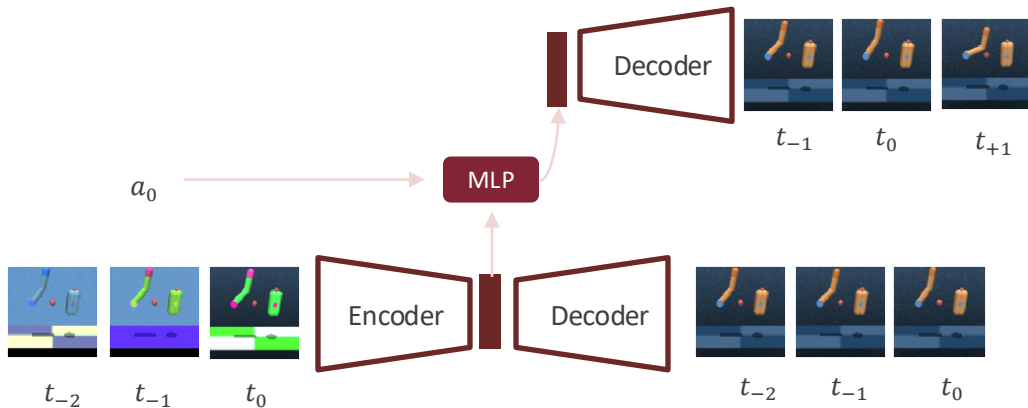 Decoder
t₋₁ t₀ t₊₁
a₀
MLP
Encoder
Decoder
t₋₂ t₋₁ t₀
t₋₂ t₋₁ t₀